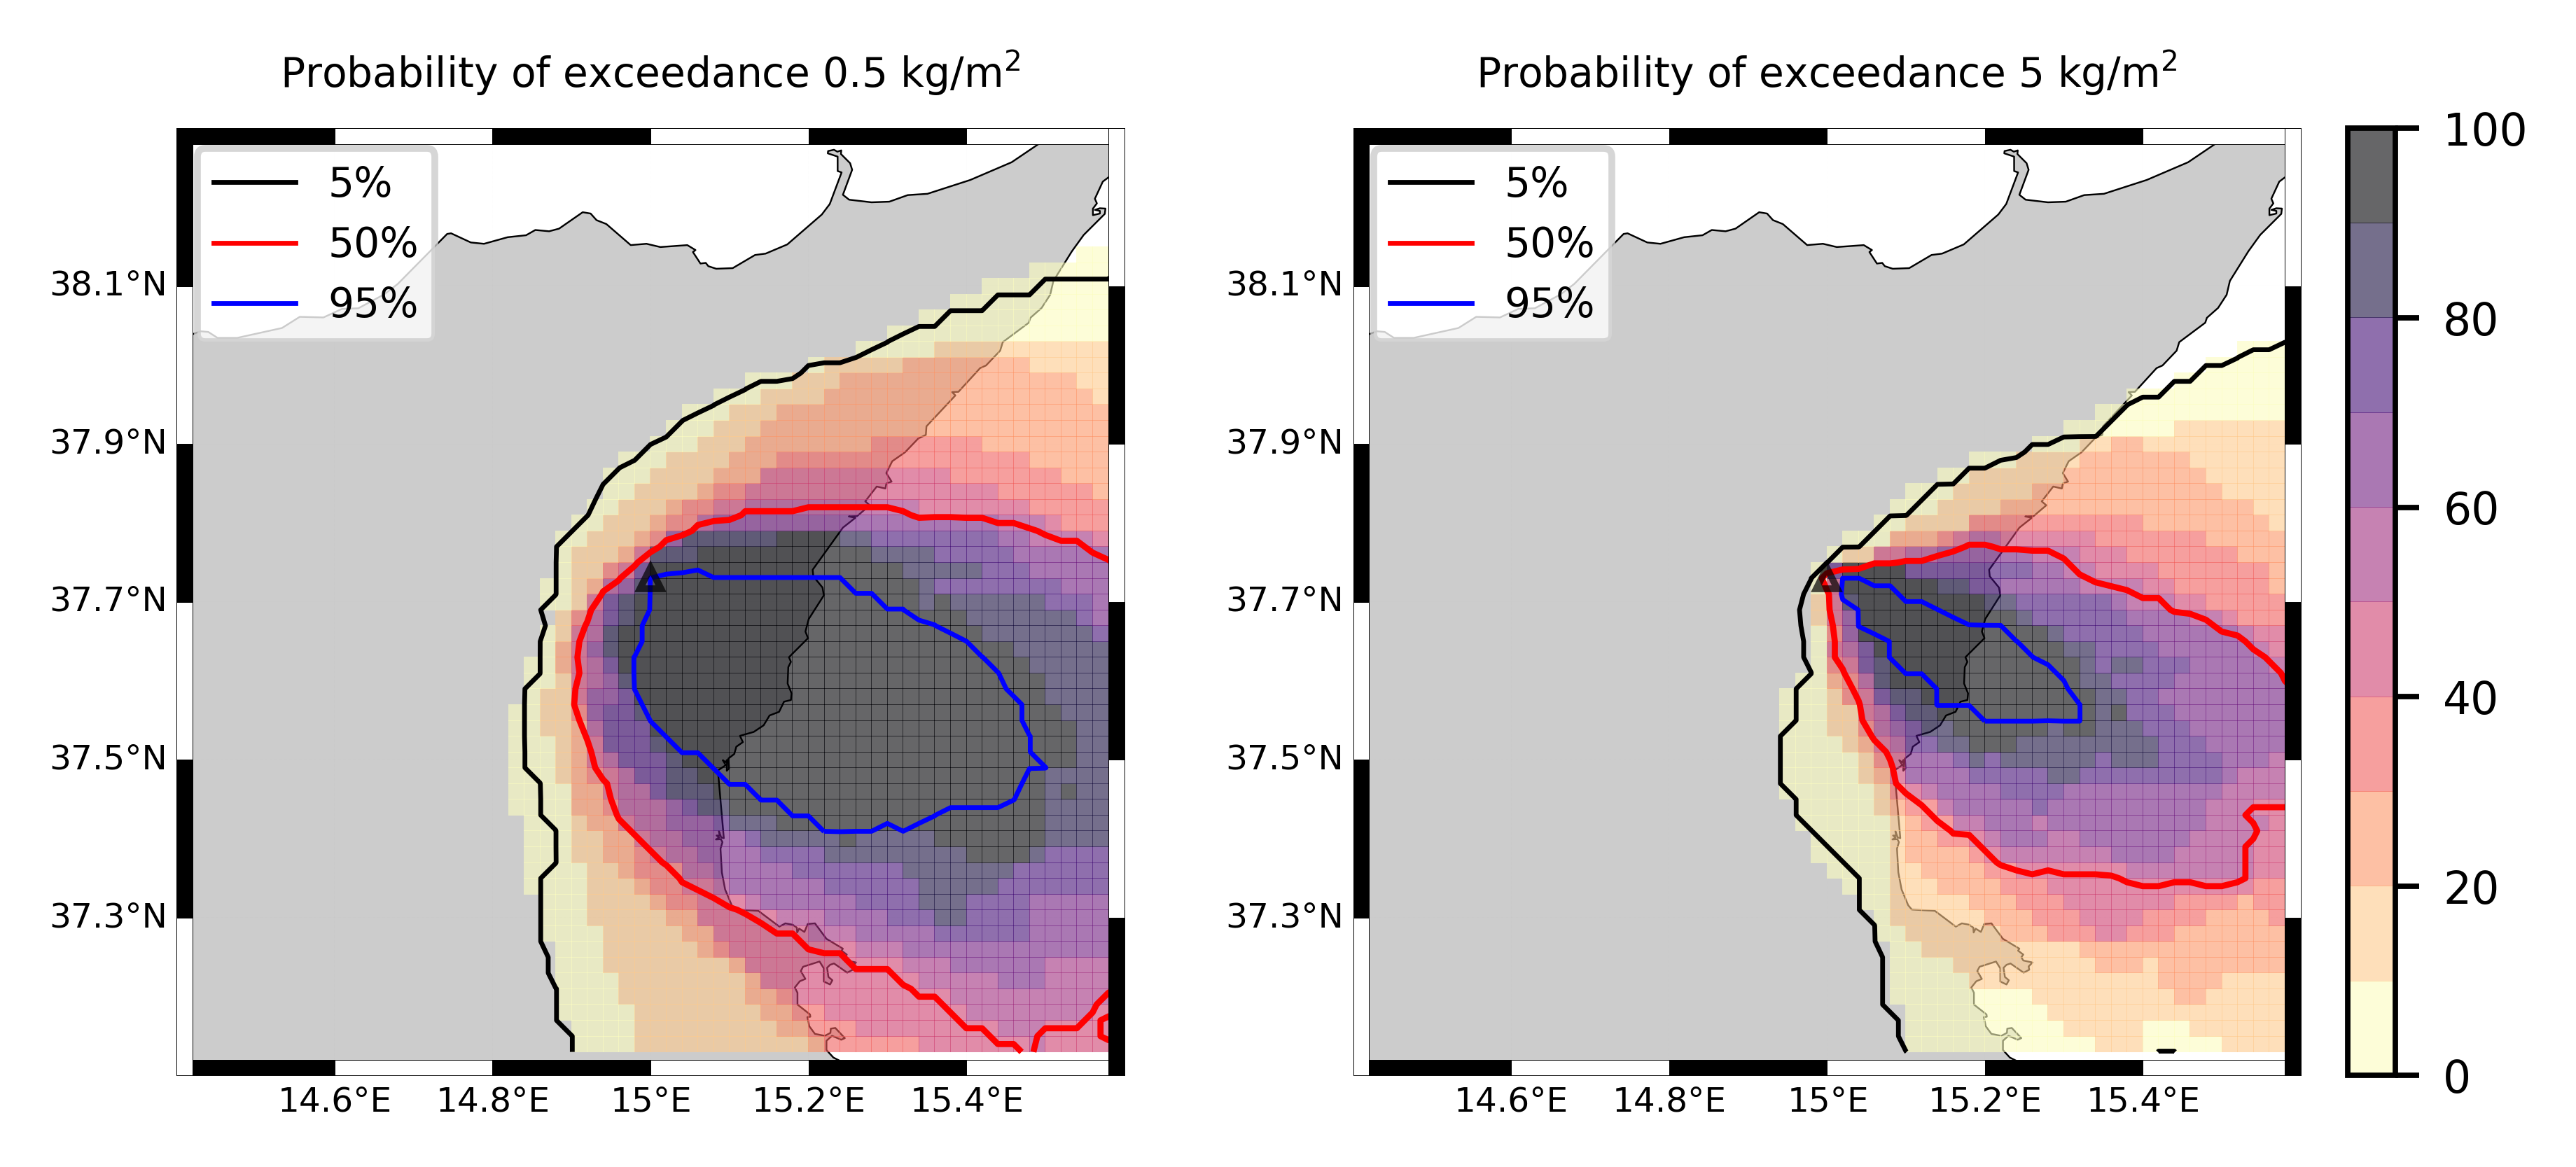 Probability of exceedance 0.5 kg/m²
5%
50%
95%
38.1°N
37.9°N
37.7°N
37.5°N
37.3°N
14.6°E 14.8°E 15°E 15.2°E 15.4°E
Probability of exceedance 5 kg/m²
5%
50%
95%
38.1°N
37.9°N
37.7°N
37.5°N
37.3°N
14.6°E 14.8°E 15°E 15.2°E 15.4°E
100
80
60
40
20
0